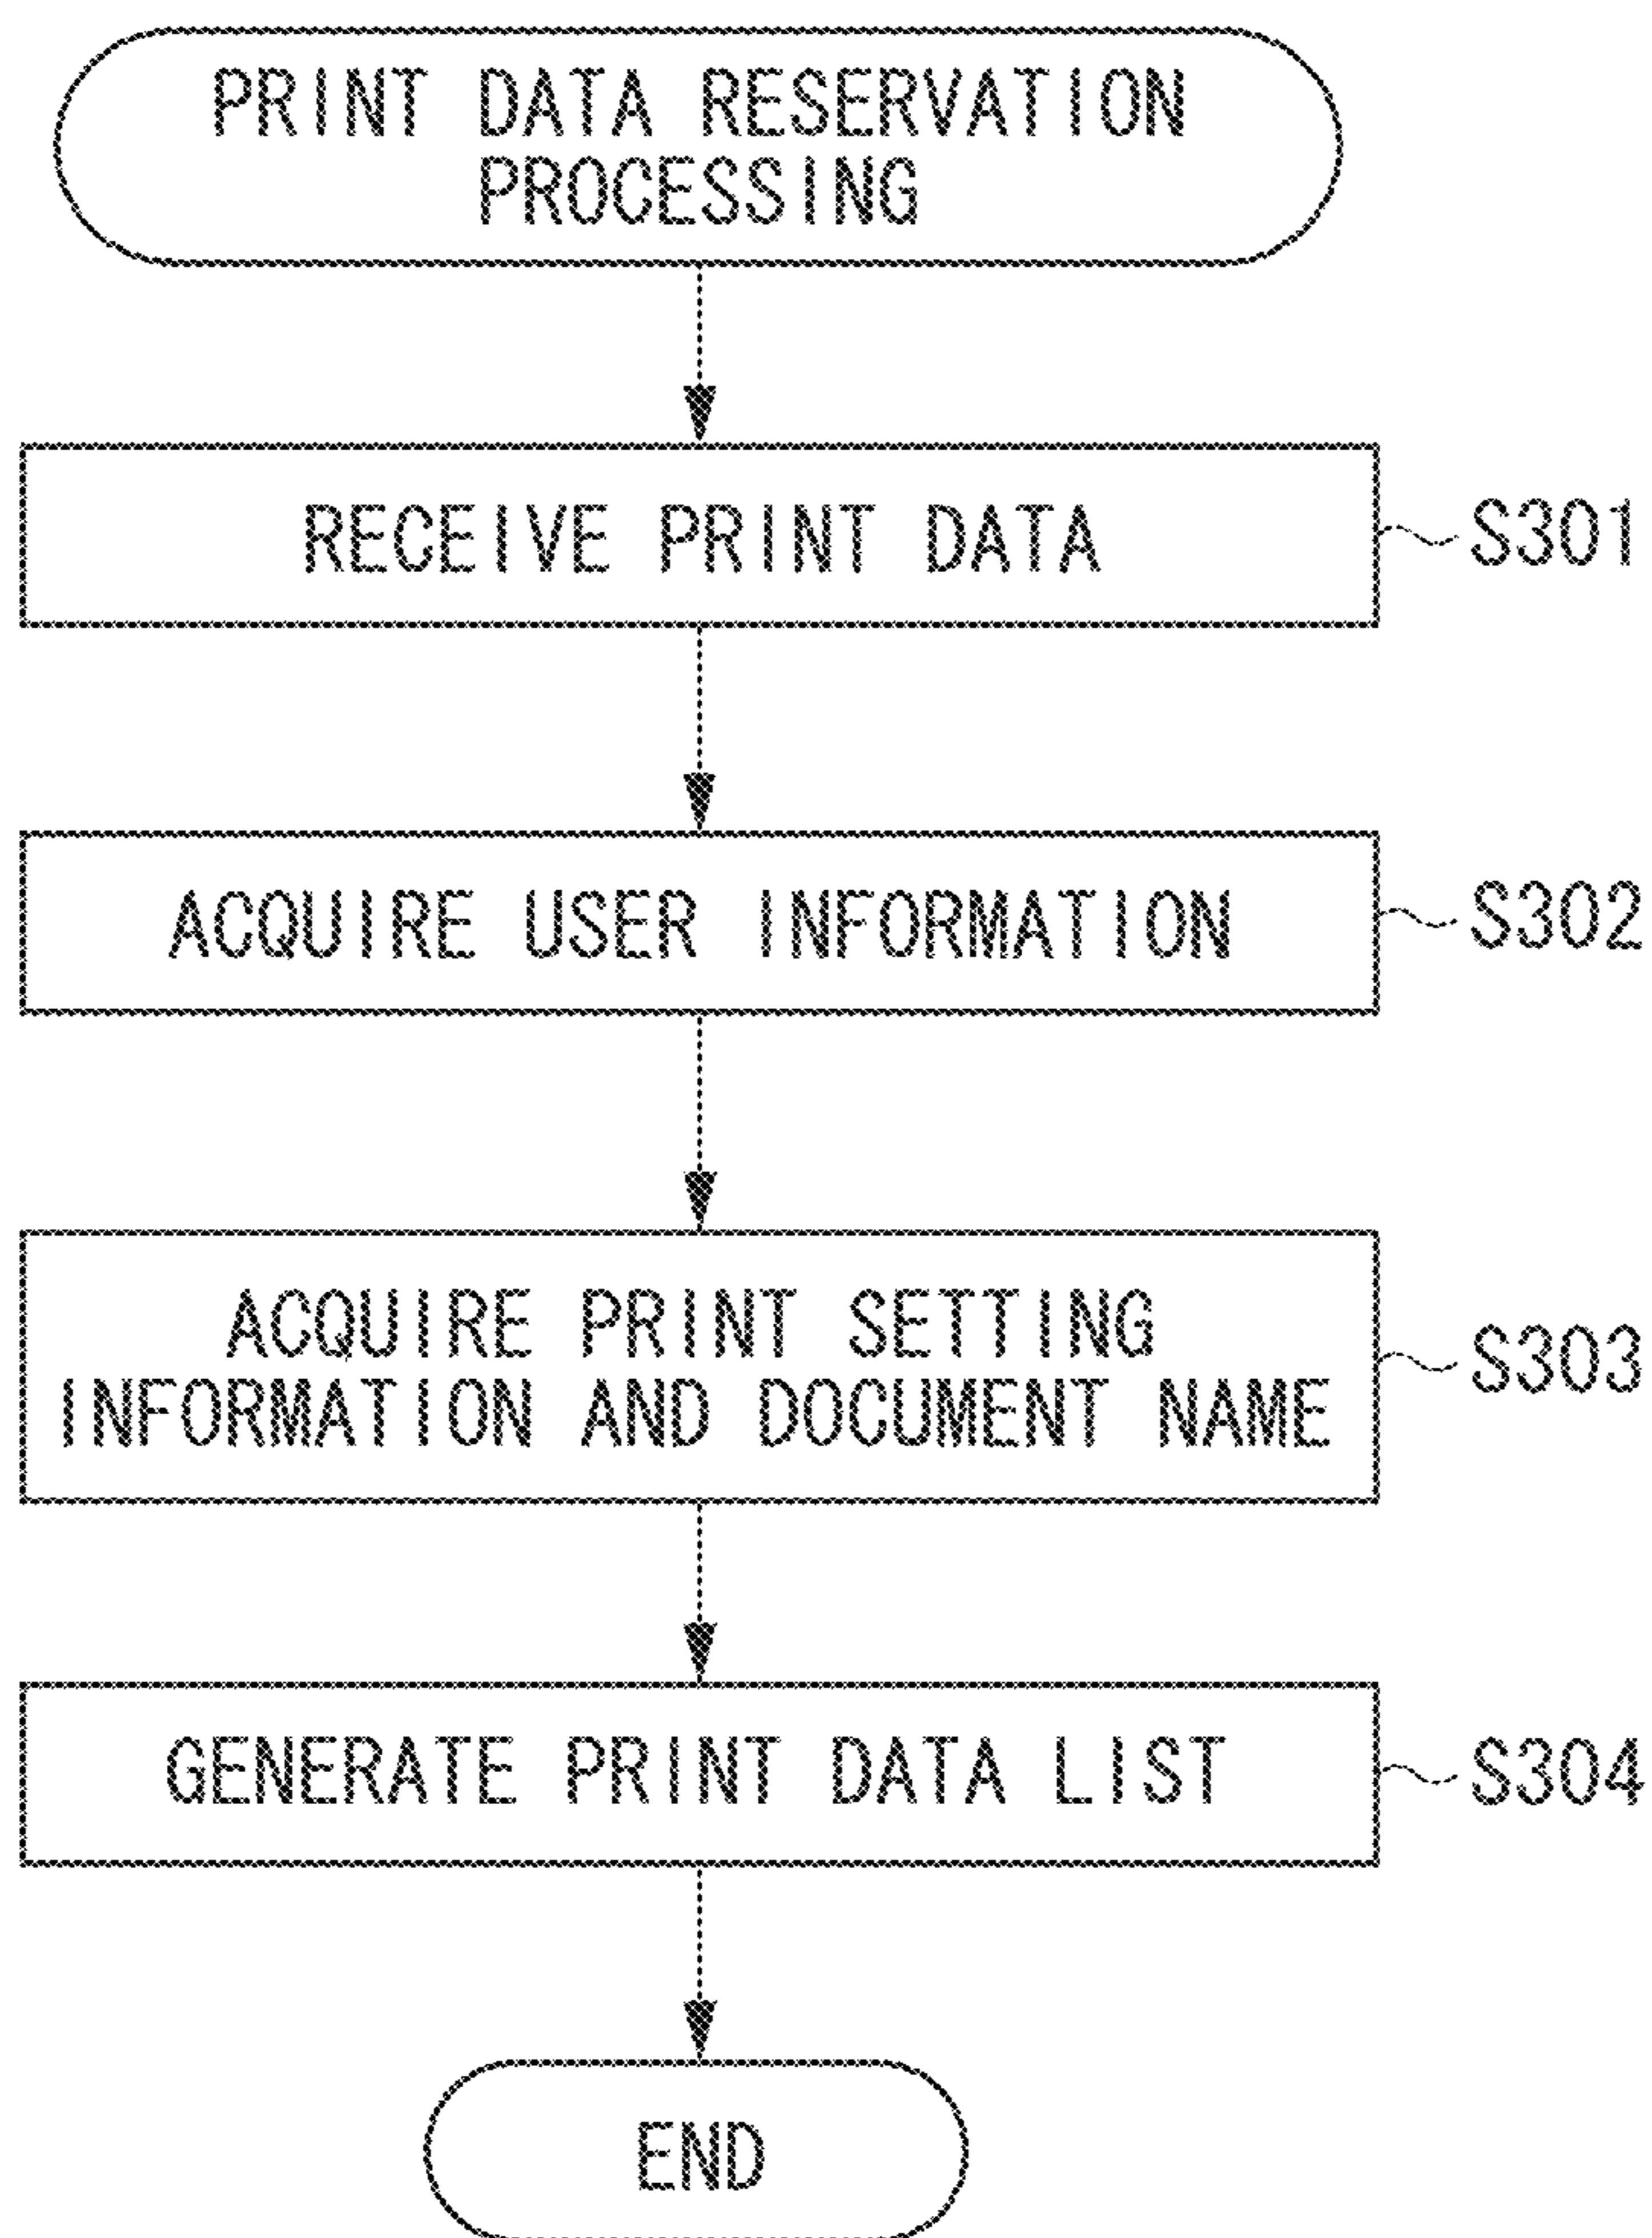 PRINT DATA RESERVATION
PROCESSING
RECEIVE PRINT DATA
S301
ACQUIRE USER INFORMATION
S302
ACQUIRE PRINT SETTING
INFORMATION AND DOCUMENT NAME
S303
GENERATE PRINT DATA LIST
S304
END